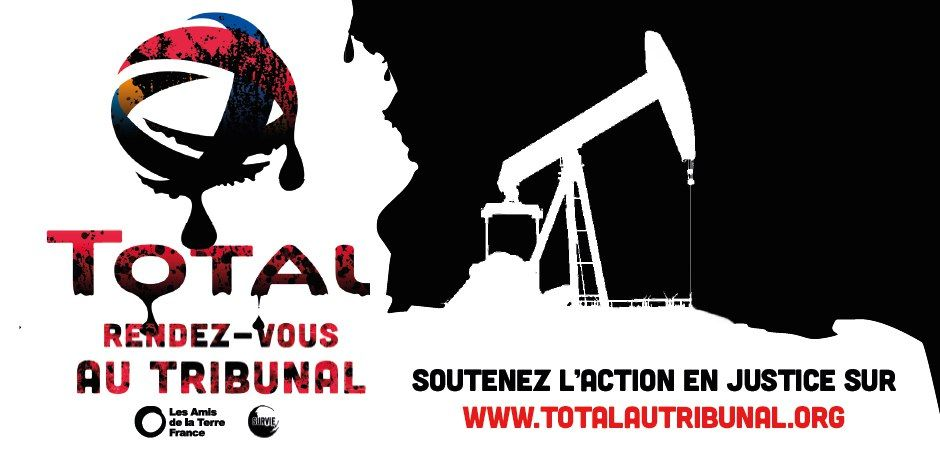 TOTAL
RENDEZ-VOUS
AU TRIBUNAL
Les Amis
de la Terre
France
SURVIE
SOUTENEZ L'ACTION EN JUSTICE SUR
WWW.TOTALAUTRIBUNAL.ORG